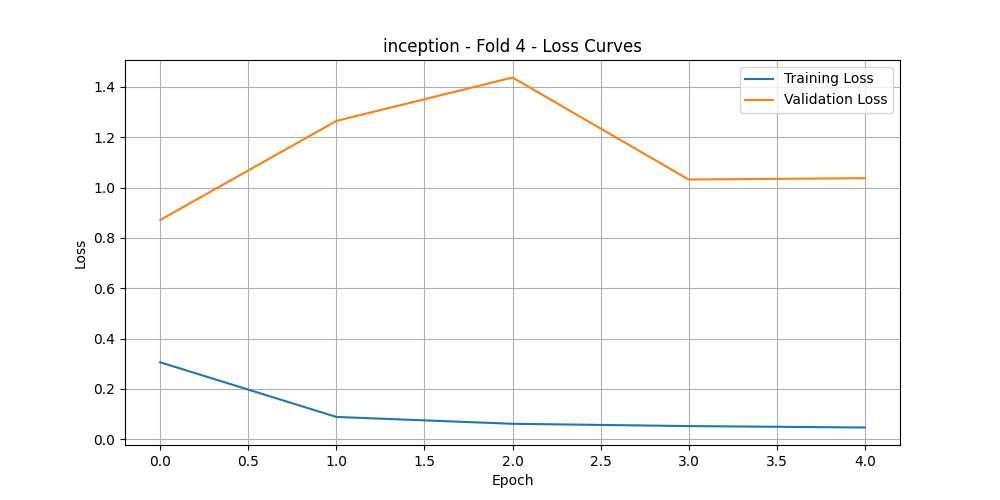 inception - Fold 4 - Loss Curves
Training Loss
Validation Loss
Loss
1.4
1.2
1.0
0.8
0.6
0.4
0.2
0.0
0.0 0.5 1.0 1.5 2.0 2.5 3.0 3.5 4.0
Epoch